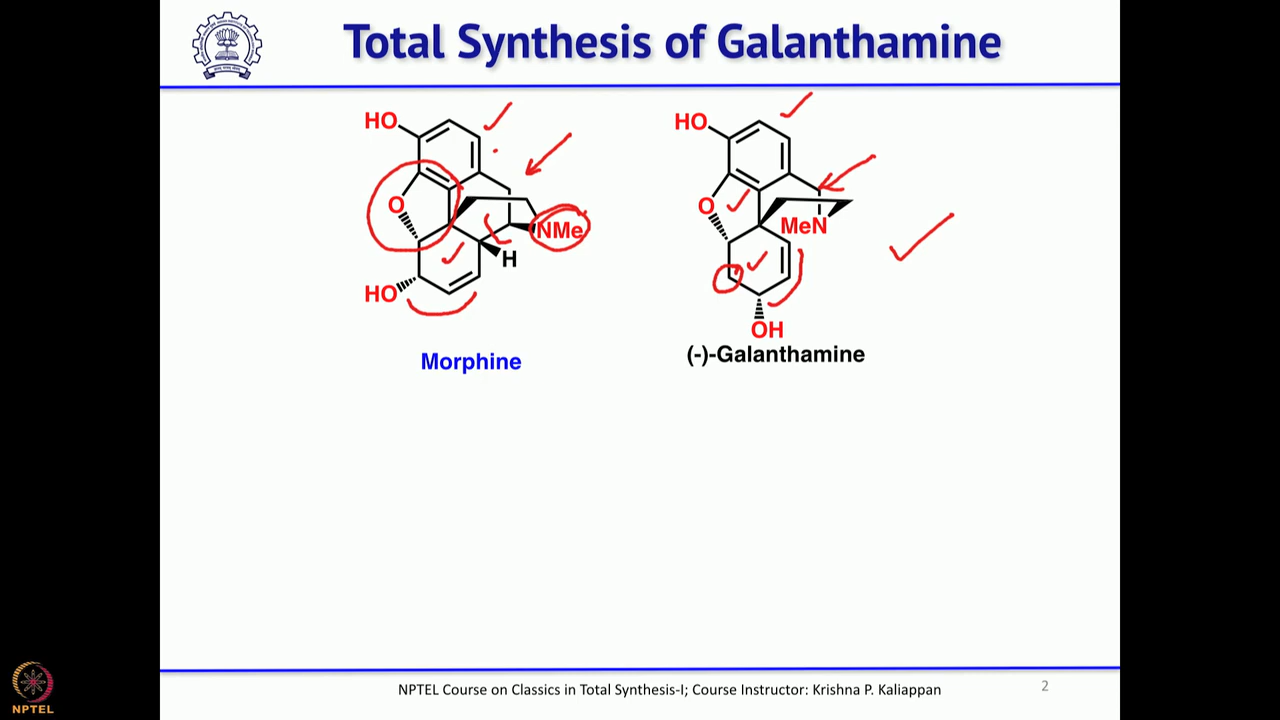 Total Synthesis of Galanthamine
HO
O
NMe
H
HO
Morphine
HO
O
MeN
OH
(-)-Galanthamine
NPTEL Course on Classics in Total Synthesis-I; Course Instructor: Krishna P. Kaliappan
2
NPTEL